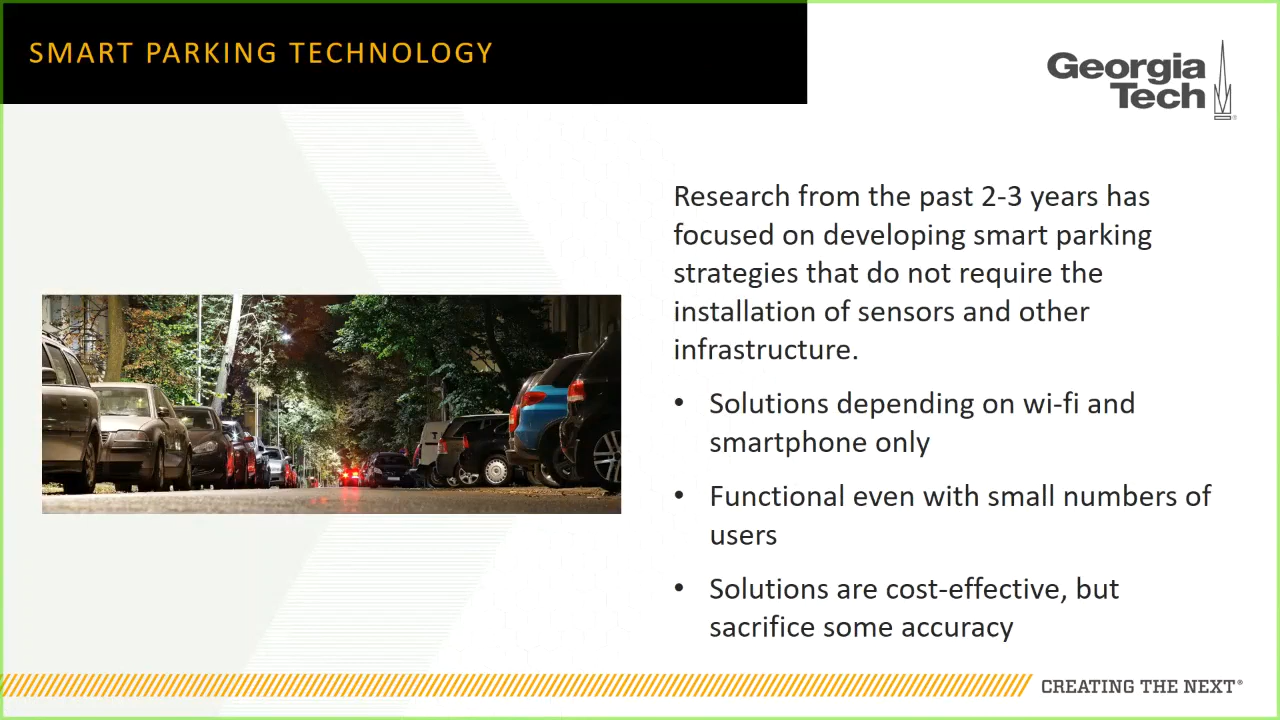 SMART PARKING TECHNOLOGY
Georgia
Tech
Research from the past 2-3 years has
focused on developing smart parking
strategies that do not require the
installation of sensors and other
infrastructure.
• Solutions depending on wi-fi and
smartphone only
• Functional even with small numbers of
users
• Solutions are cost-effective, but
sacrifice some accuracy
CREATING THE NEXT®